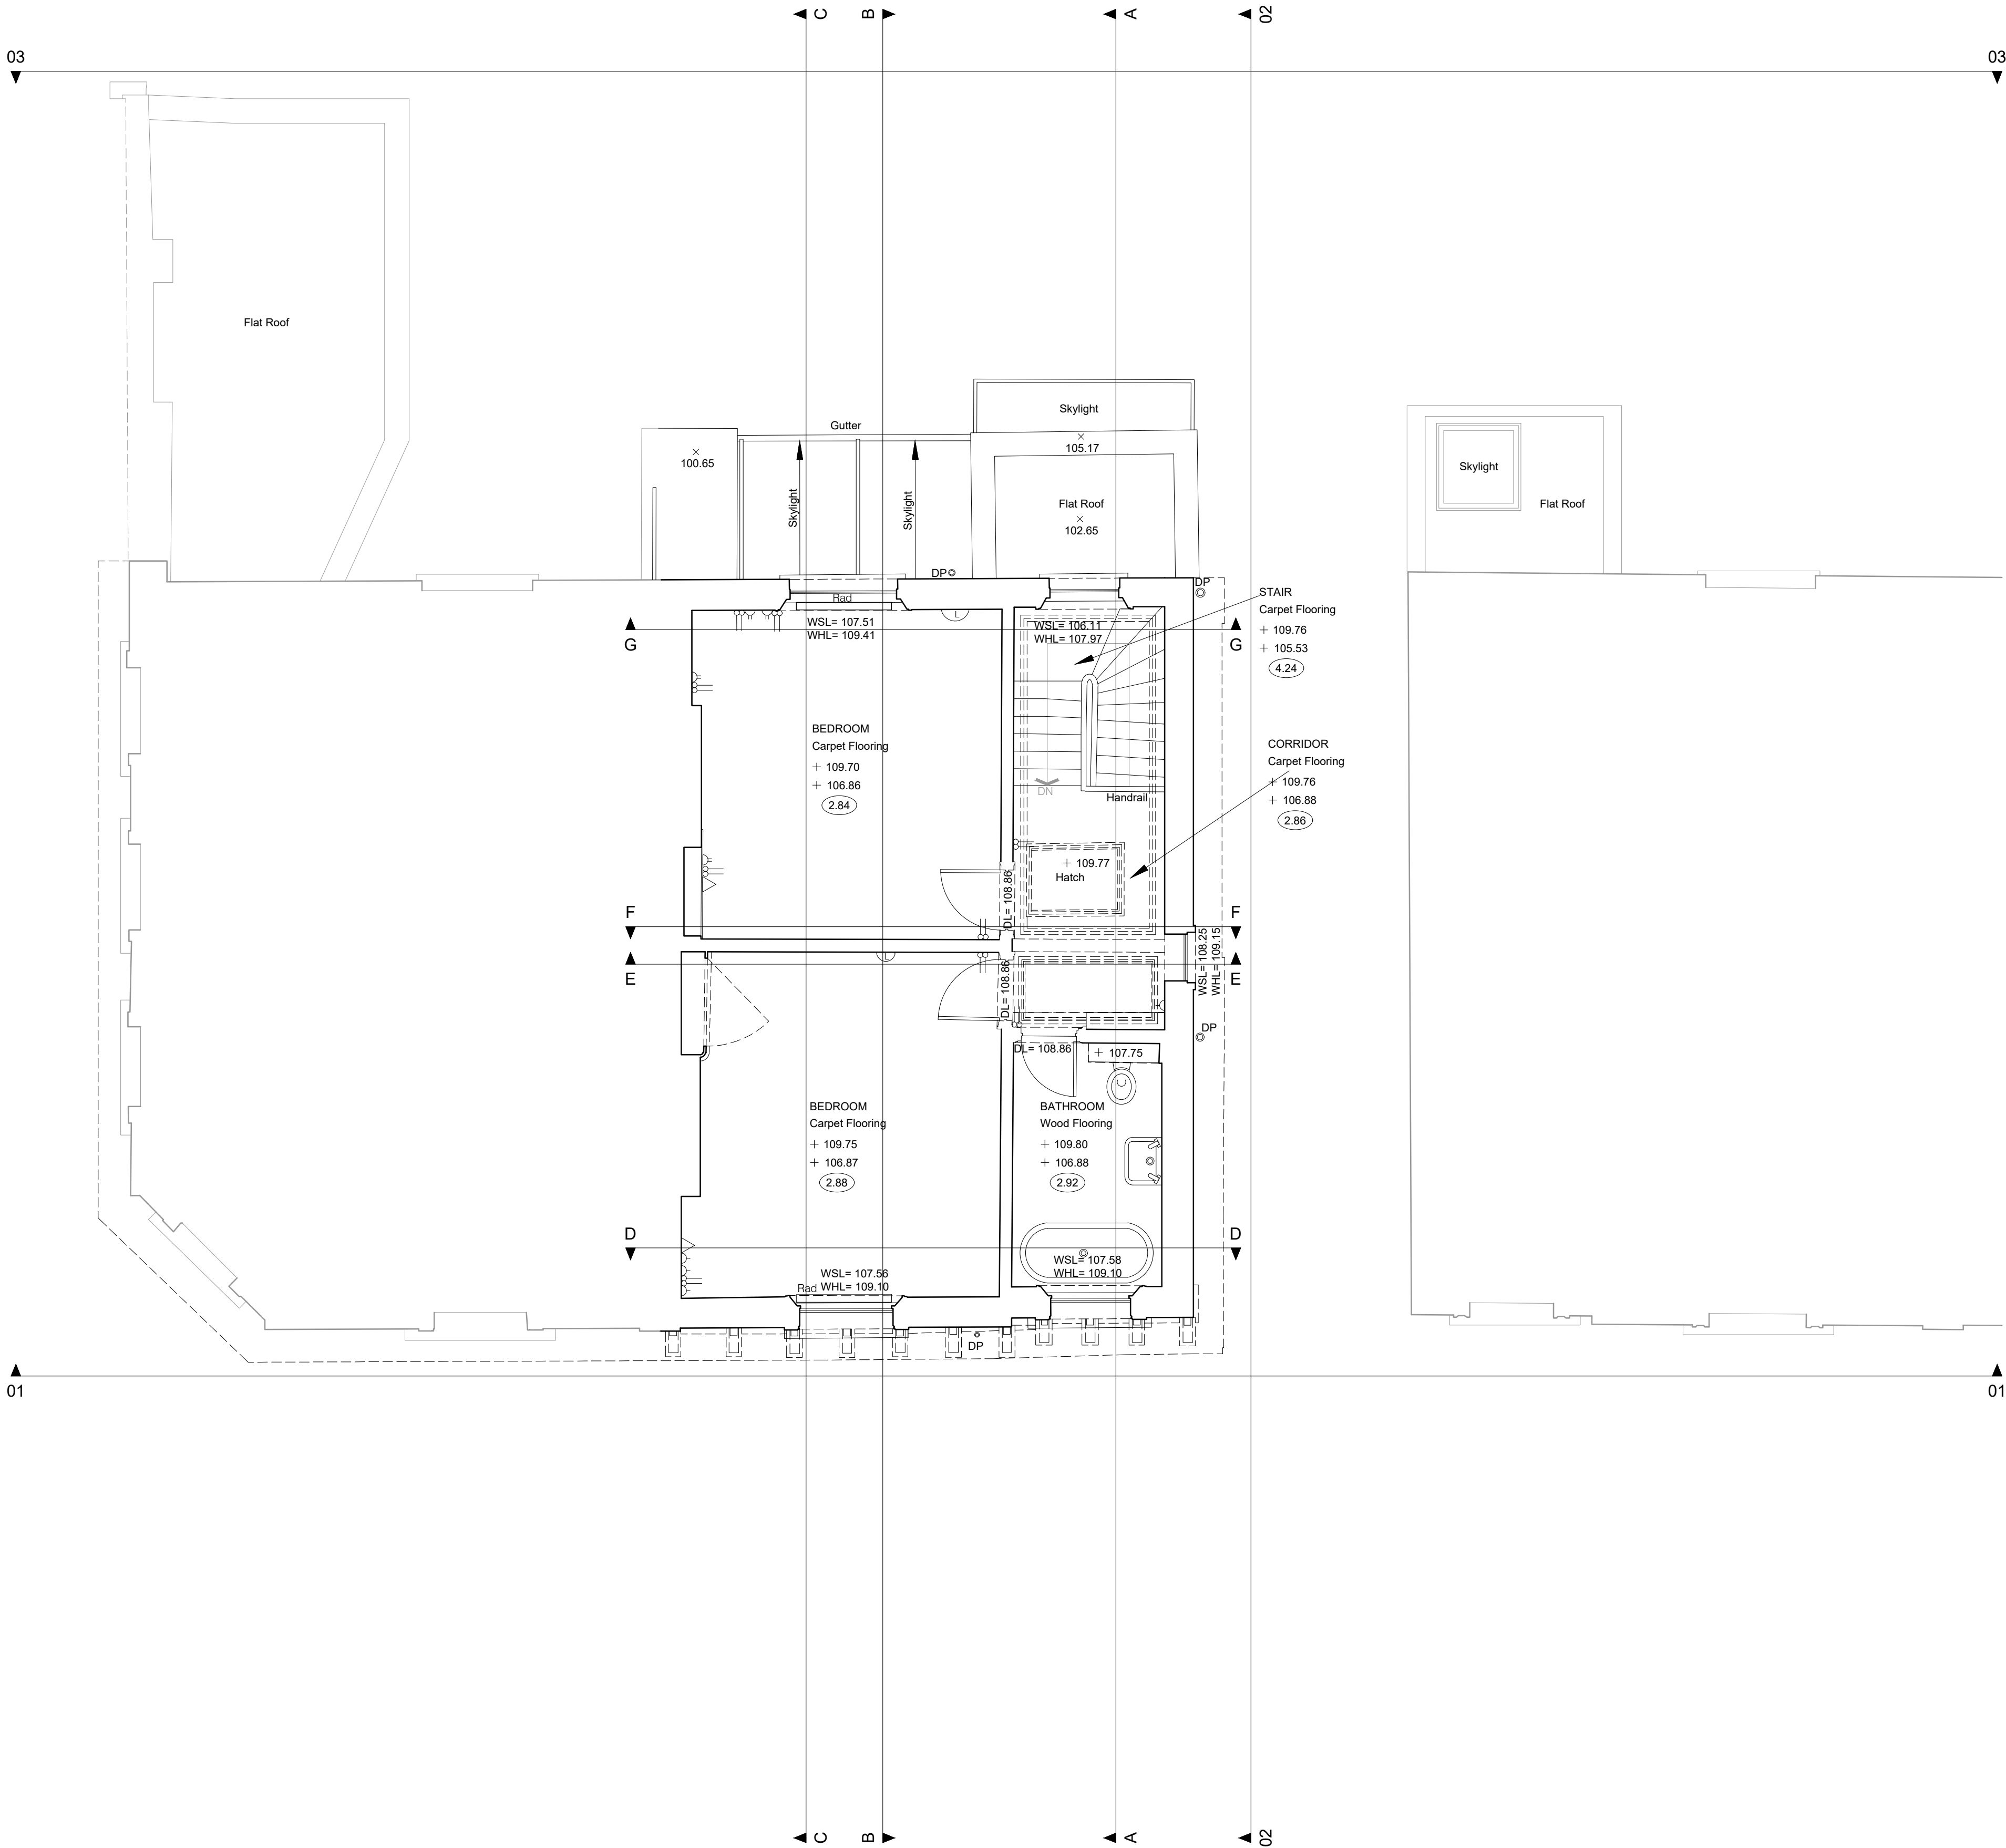 C
B
A
02
03
03
Flat Roof
Skylight
Gutter
105.17
100.65
Skylight
Flat Roof
Skylight
Skylight
Flat Roof
102.65
DP
DP
Rad
L
STAIR
Carpet Flooring
+ 109.76
+ 105.53
4.24
WSL= 107.51
WHL= 109.41
WSL= 106.11
WHL= 107.97
G
G
BEDROOM
Carpet Flooring
+ 109.70
+ 106.86
2.84
CORRIDOR
Carpet Flooring
+ 109.76
+ 106.88
2.86
DN
Handrail
+ 109.77
Hatch
DL= 108.86
F
F
WSL= 108.25
WHL= 109.15
L
E
E
DL= 108.86
DP
DL= 108.86
+ 107.75
BEDROOM
Carpet Flooring
+ 109.75
+ 106.87
2.88
BATHROOM
Wood Flooring
+ 109.80
+ 106.88
2.92
D
D
WSL= 107.58
WHL= 109.10
WSL= 107.56
Rad WHL= 109.10
DP
01
01
C
B
A
02